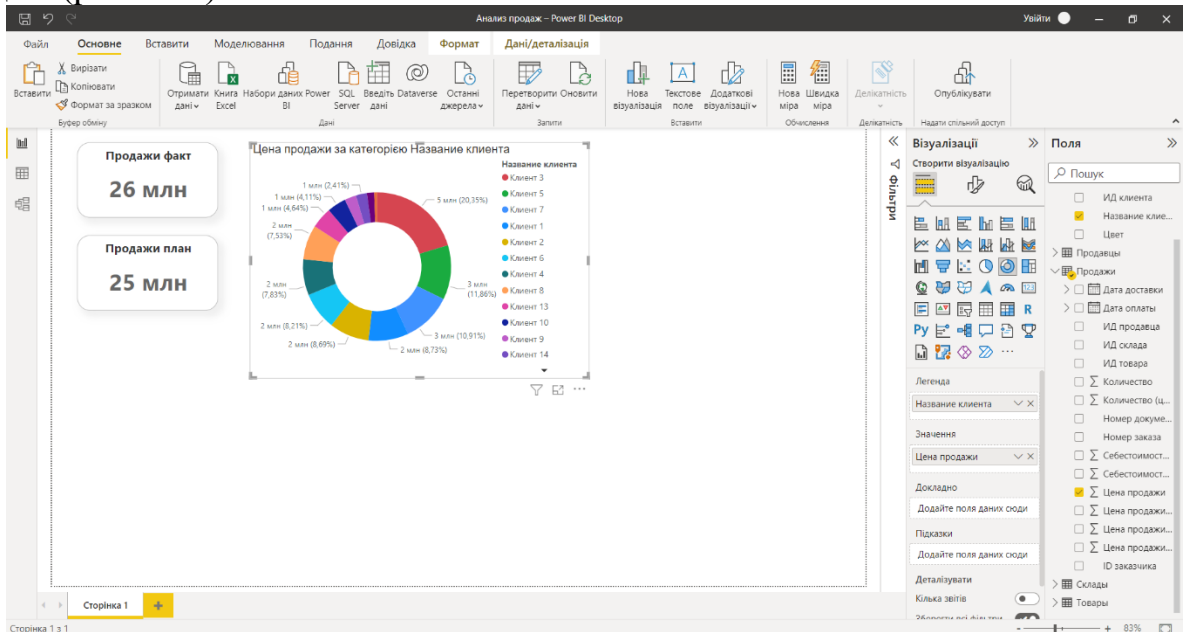 Анализ продаж – Power BI Desktop
Увійти
Файл Основне Вставити Моделювання Подання Довідка Формат Дані/деталізація
Вставити
Вирізати
Копіювати
Формат за зразком
Буфер обміну
Отримати дані
Книга Excel
Набори даних Power BI
SQL Server
Введіть дані
Dataverse
Останні джерела
Дані
Перетворити дані
Оновити
Запити
Нова візуалізація
Текстове поле
Додаткові візуалізації
Вставити
Нова міра
Швидка міра
Обчислення
Делікатність
Делікатність
Опублікувати
Надати спільний доступ
Продажи факт
26 млн
Продажи план
25 млн
Цена продажи за категорією Название клиента
1 млн (2,41%)
1 млн (4,11%)
1 млн (4,64%)
2 млн
(7,53%)
2 млн
(7,83%)
2 млн (8,21%)
2 млн (8,69%)
2 млн (8,73%)
3 млн (10,91%)
3 млн
(11,86%)
5 млн (20,35%)
Название клиента
Клиент 3
Клиент 5
Клиент 7
Клиент 1
Клиент 2
Клиент 6
Клиент 4
Клиент 8
Клиент 13
Клиент 10
Клиент 9
Клиент 14
Фільтри
Візуалізації
Створити візуалізацію
123
R
Py
Легенда
Название клиента
Значення
Цена продажи
Докладно
Додайте поля даних сюди
Підказки
Додайте поля даних сюди
Деталізувати
Кілька звітів
Поля
Пошук
ИД клиента
Название клие...
Цвет
Продавцы
Продажи
Дата доставки
Дата оплаты
ИД продавца
ИД склада
ИД товара
Количество
Количество (ц...
Номер докуме...
Номер заказа
Себестоимост...
Себестоимост...
Цена продажи
Цена продажи...
Цена продажи...
Цена продажи...
ID заказчика
Склады
Товары
Сторінка 1
Сторінка 1 з 1
83%